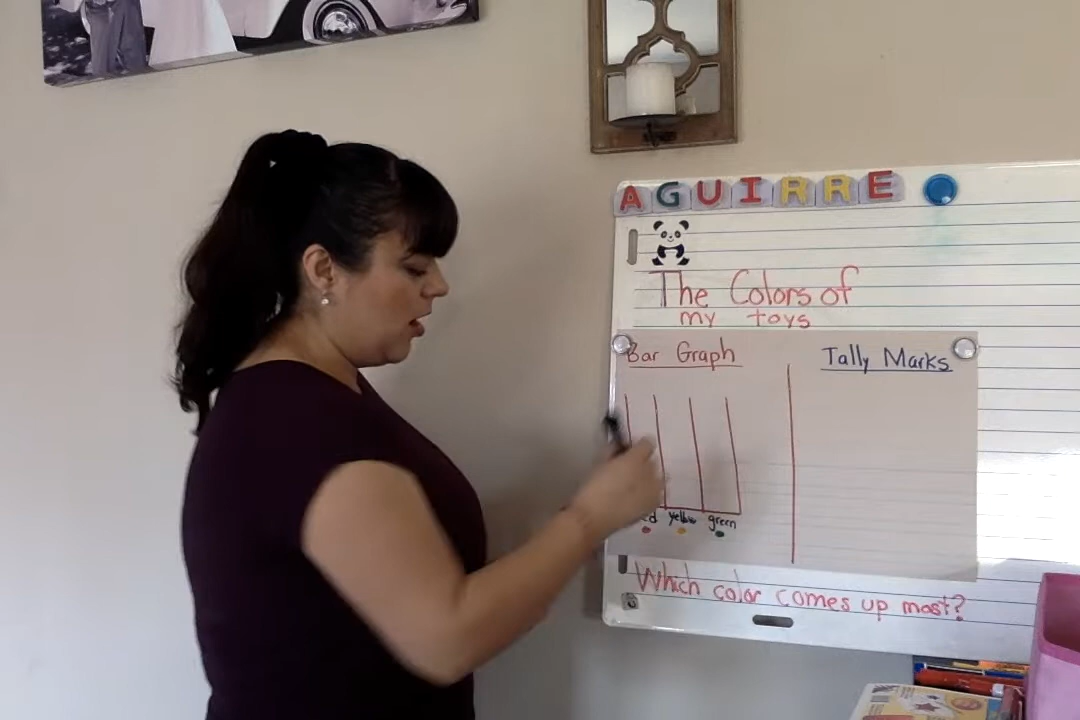 AGUIRRE
The Colors of
my toys
Bar Graph
Tally Marks
yellow green
Which color comes up most?